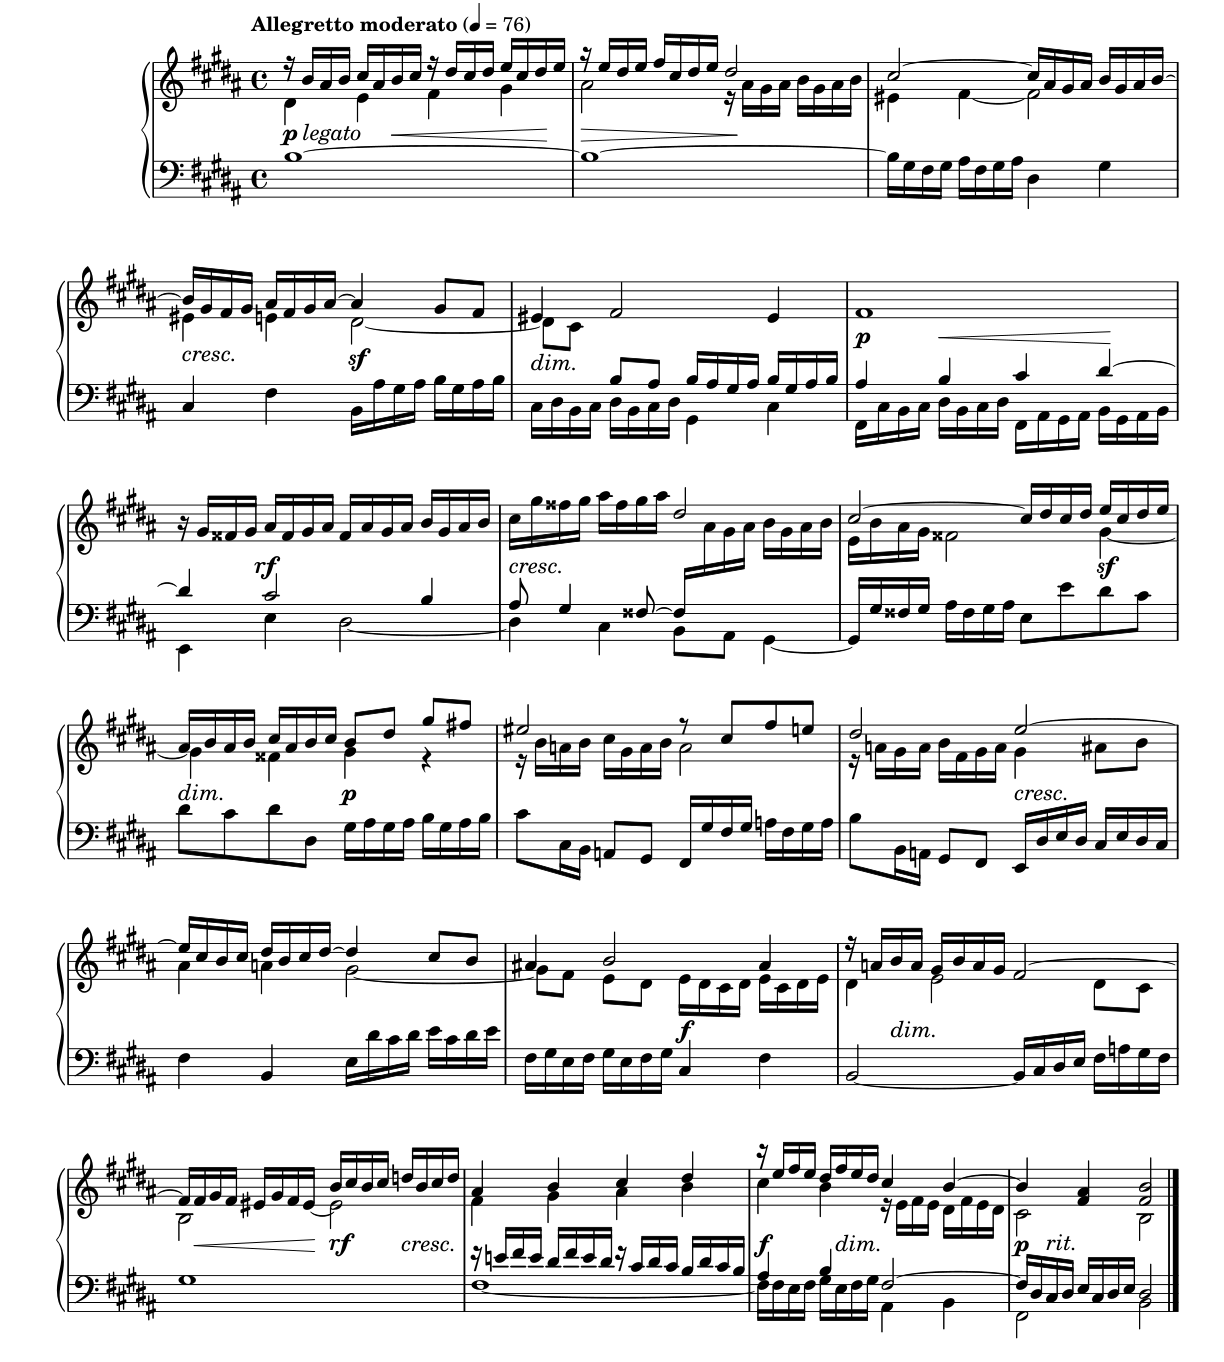 Allegretto moderato (♩ = 76)
p legato
cresc. sf dim. p
rf cresc. sf
dim. p cresc.
f dim.
rf cresc. f dim. p rit.